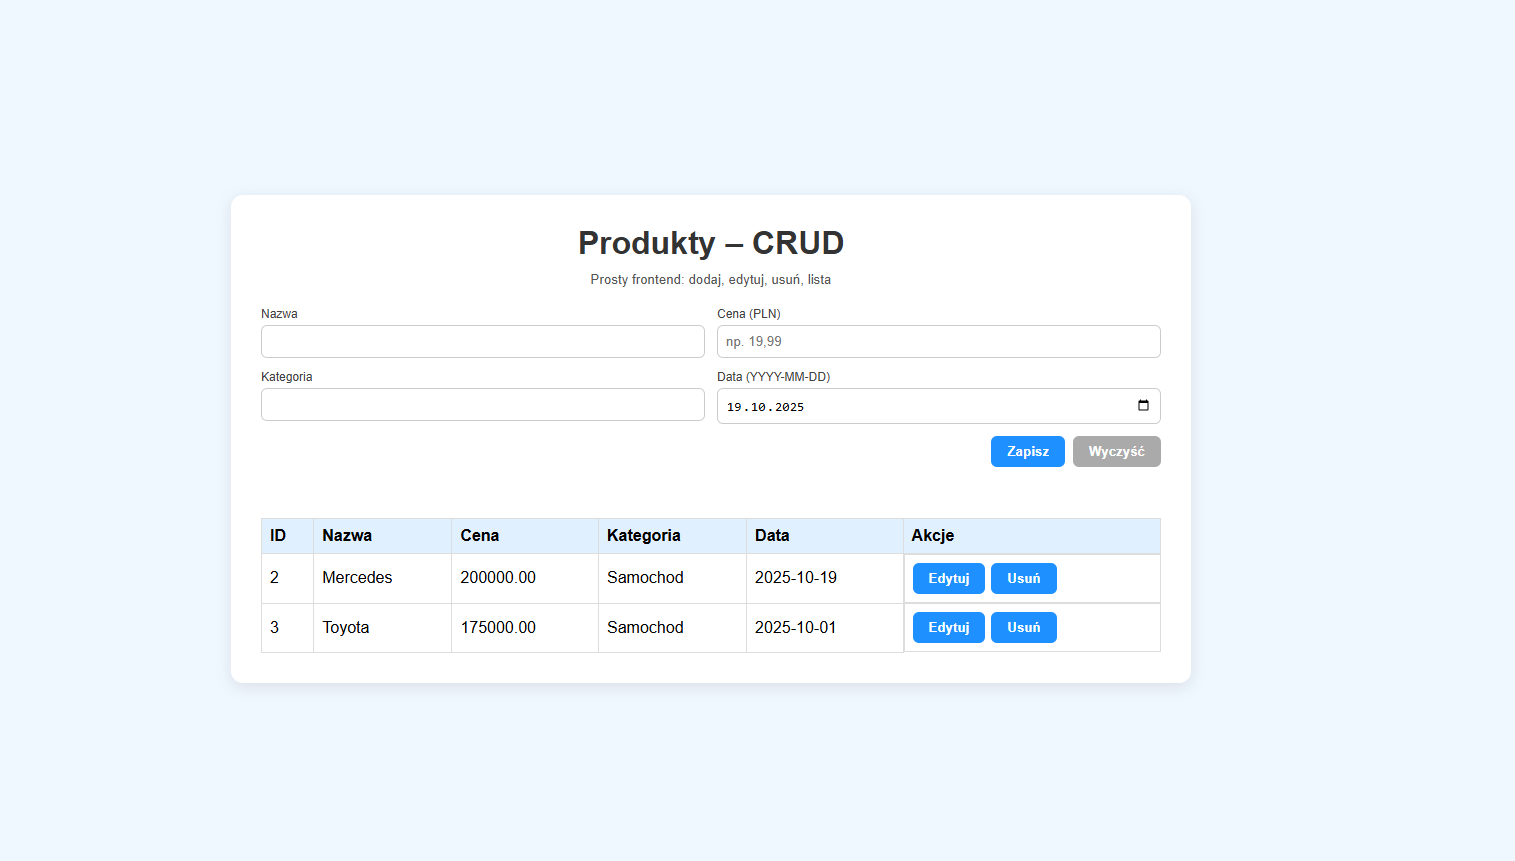 Produkty – CRUD
Prosty frontend: dodaj, edytuj, usuń, lista
Nazwa Cena (PLN)
np. 19,99
Kategoria Data (YYYY-MM-DD)
19.10.2025
Zapisz Wyczyść
ID Nazwa Cena Kategoria Data Akcje
2 Mercedes 200000.00 Samochod 2025-10-19 Edytuj Usuń
3 Toyota 175000.00 Samochod 2025-10-01 Edytuj Usuń